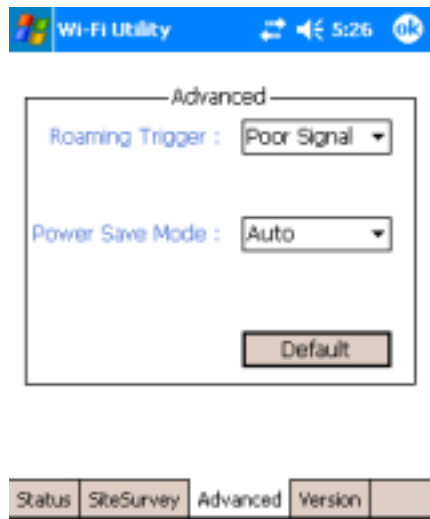 Wi-Fi Utility 5:26 ok
Advanced
Roaming Trigger : Poor Signal
Power Save Mode : Auto
Default
Status SiteSurvey Advanced Version